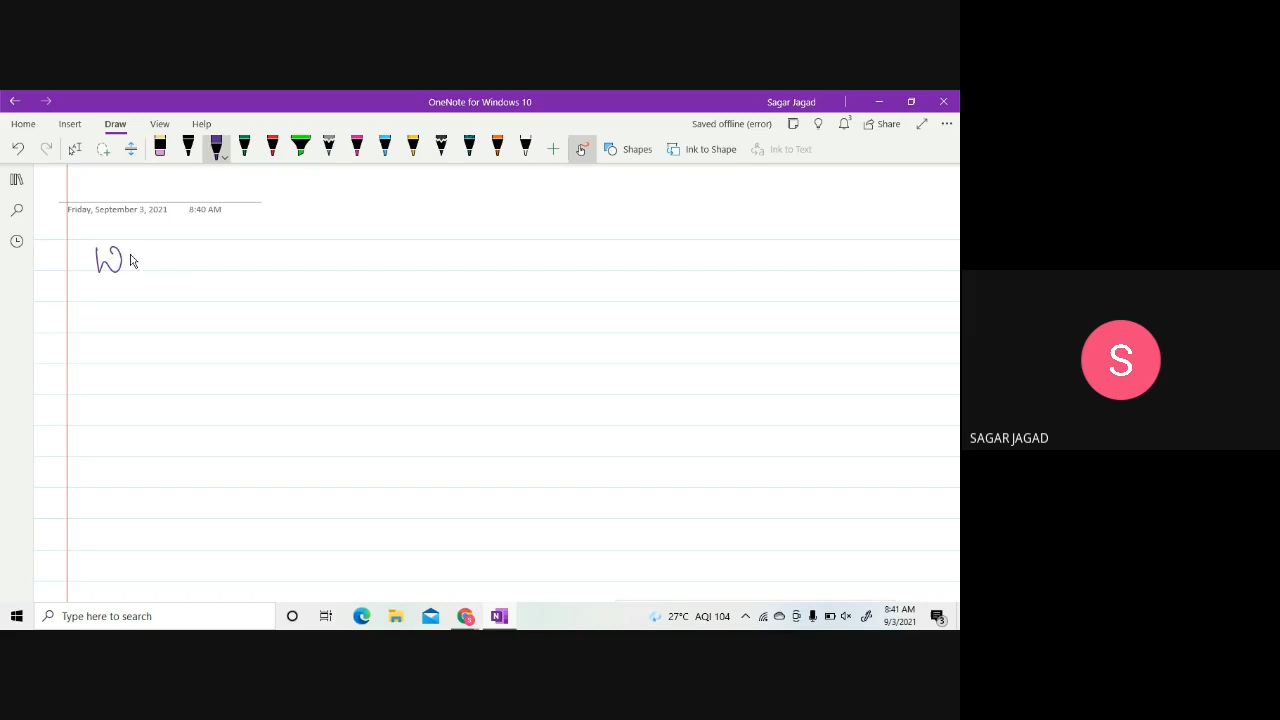 OneNote for Windows 10
Sagar Jagad
Home Insert Draw View Help
Saved offline (error)
3
Share
Shapes
Ink to Shape
Ink to Text
Friday, September 3, 2021 8:40 AM
W
S
SAGAR JAGAD
Type here to search
27°C AQI 104
8:41 AM
9/3/2021
3